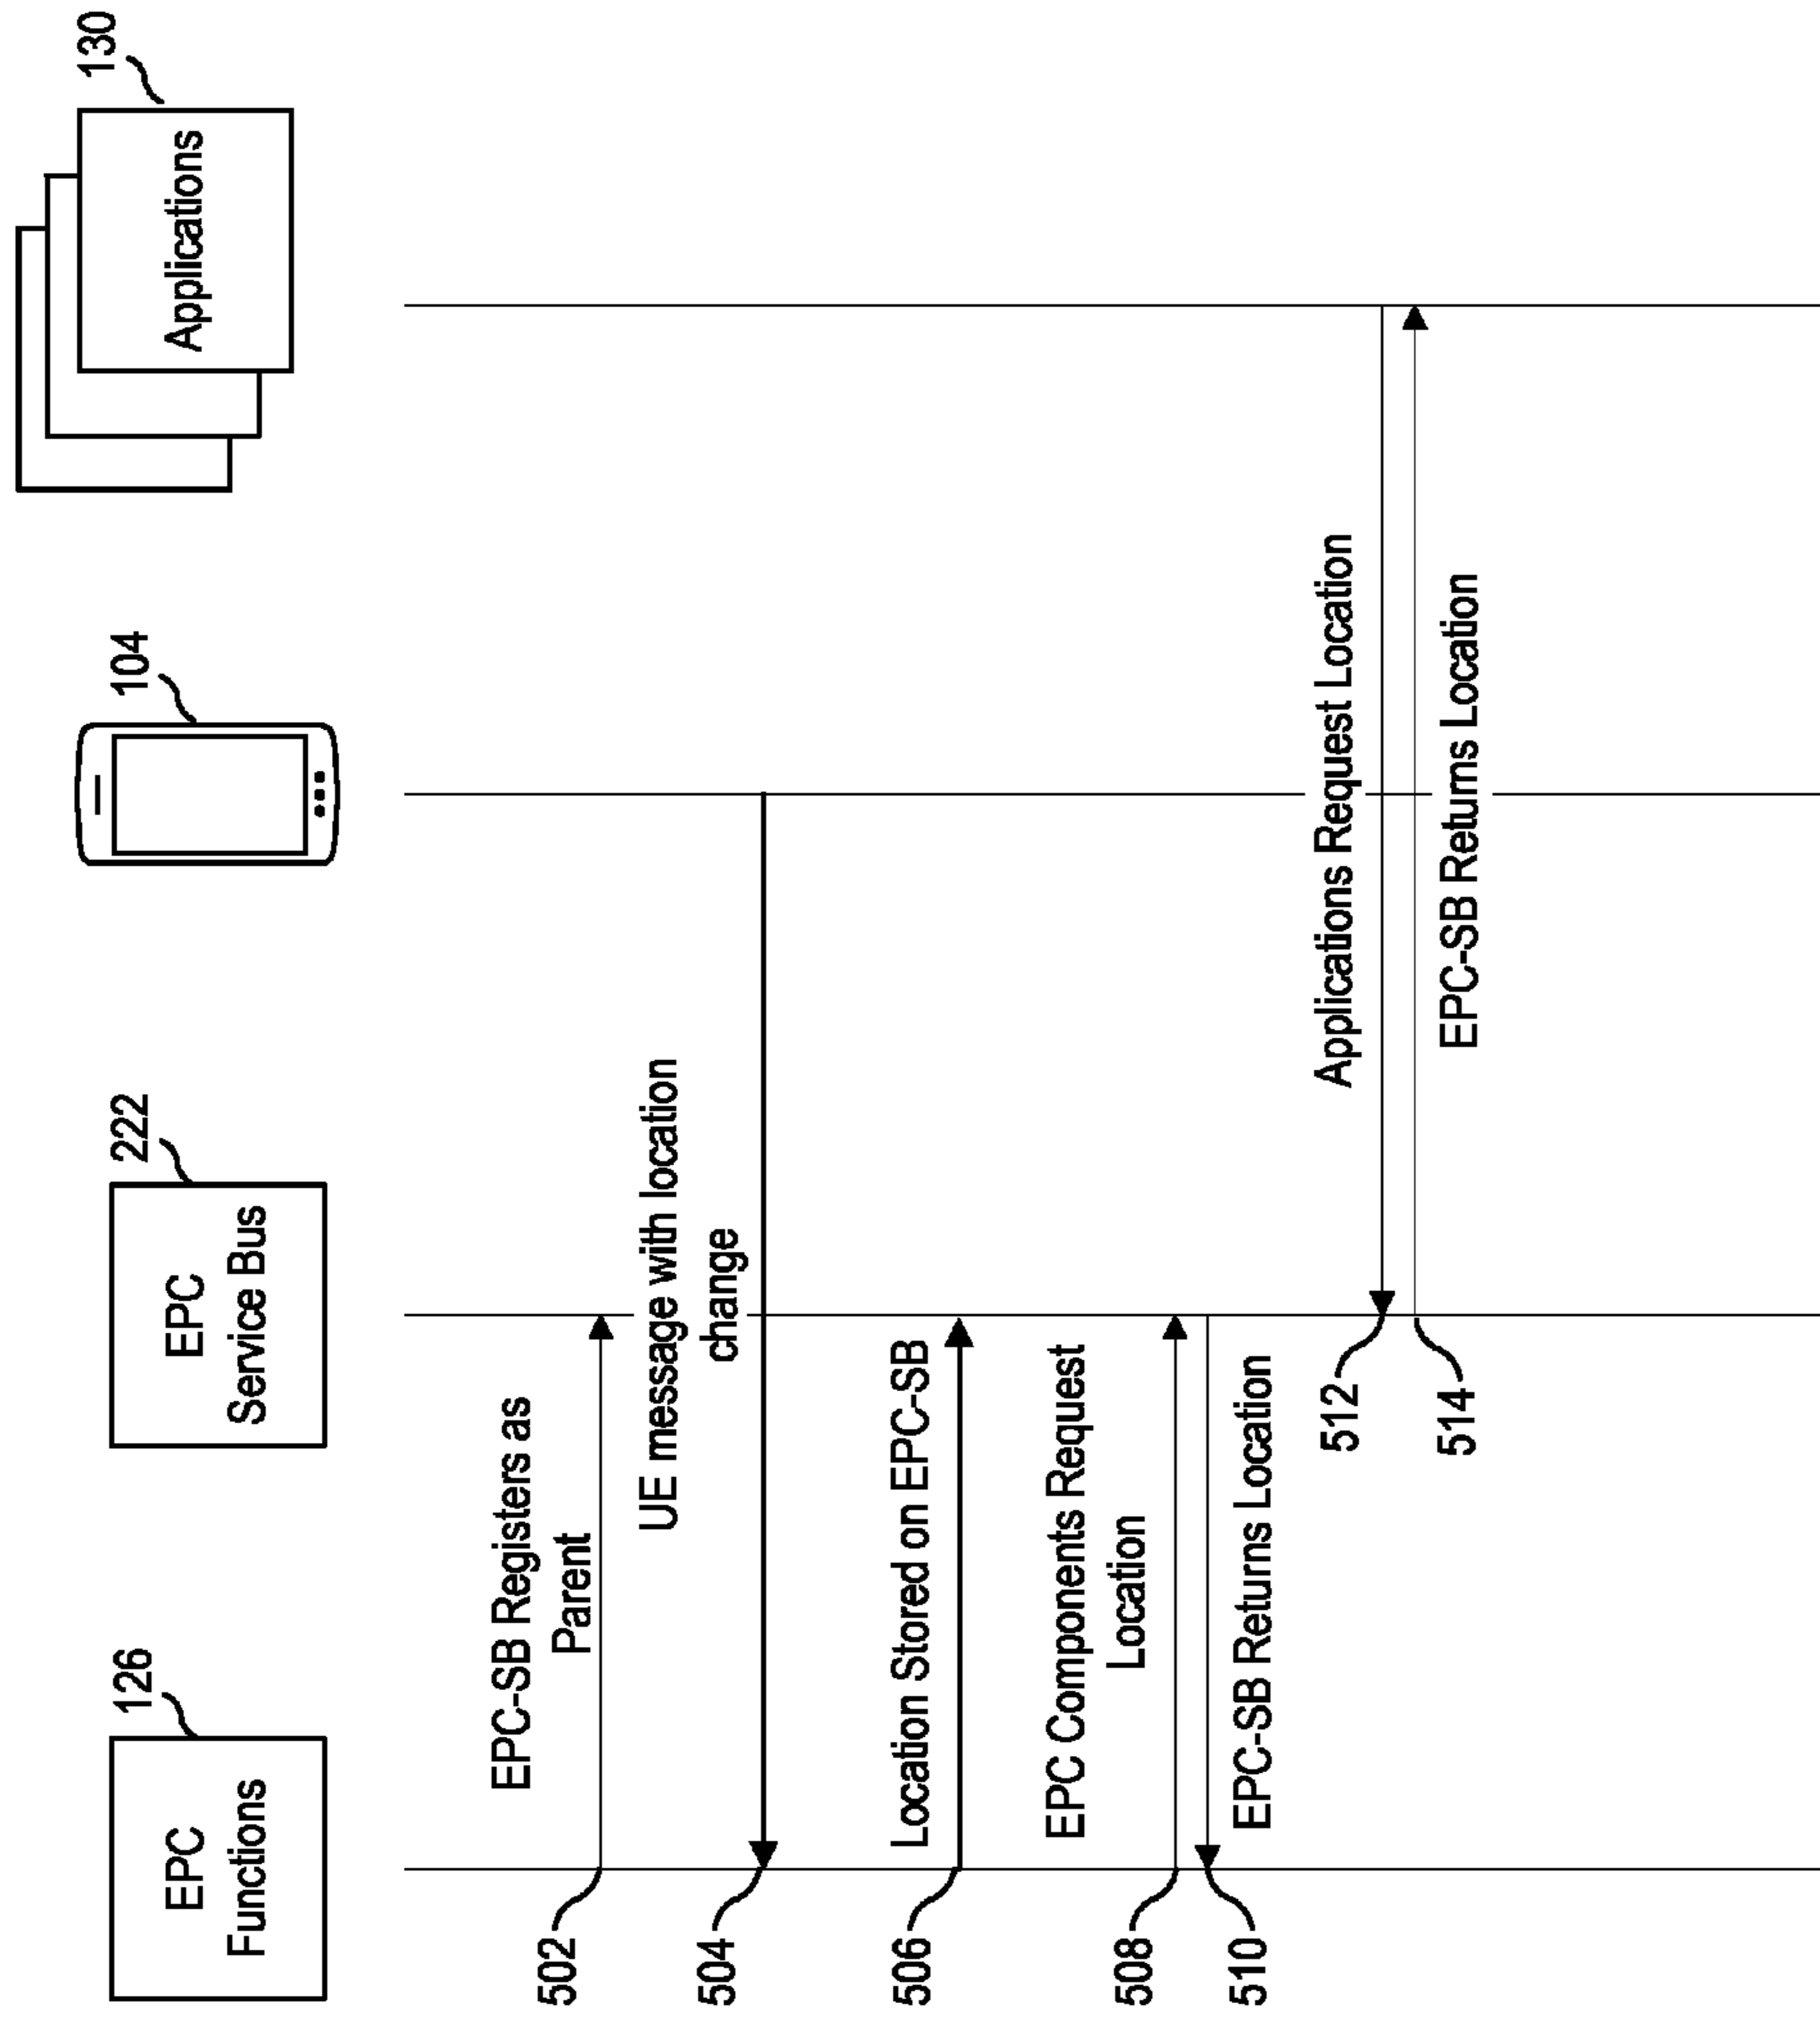 126
EPC
Functions
222
EPC
Service Bus
104
130
Applications
502
EPC-SB Registers as
Parent
504
UE message with location
change
506
Location Stored on EPC-SB
508
EPC Components Request
Location
510
EPC-SB Returns Location
512
Applications Request Location
514
EPC-SB Returns Location